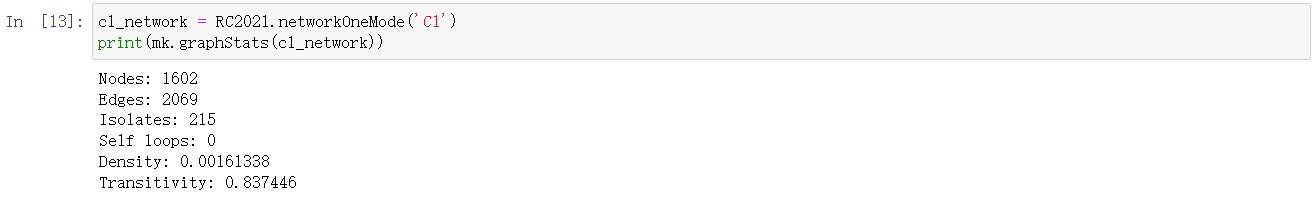 In [13]: c1_network = RC2021.networkOneMode('C1')
print(mk.graphStats(c1_network))
Nodes: 1602
Edges: 2069
Isolates: 215
Self loops: 0
Density: 0.00161338
Transitivity: 0.837446